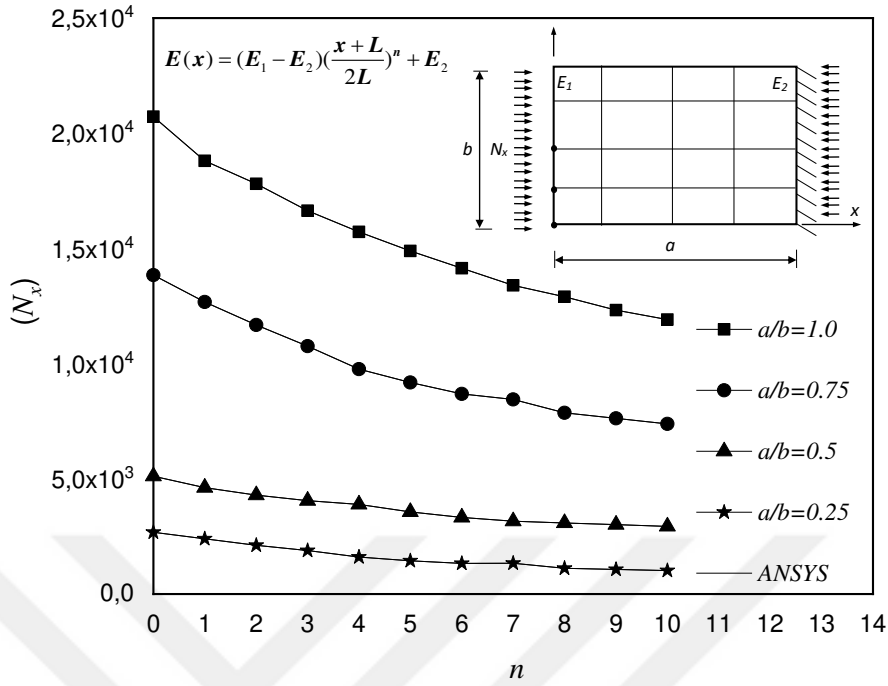 E(x) = (E₁ − E₂)((x + L)/2L)ⁿ + E₂
E₁
E₂
b
Nₓ
x
a
(Nₓ)
2,5x10⁴
2,0x10⁴
1,5x10⁴
1,0x10⁴
5,0x10³
0,0
a/b=1.0
a/b=0.75
a/b=0.5
a/b=0.25
ANSYS
0 1 2 3 4 5 6 7 8 9 10 11 12 13 14
n